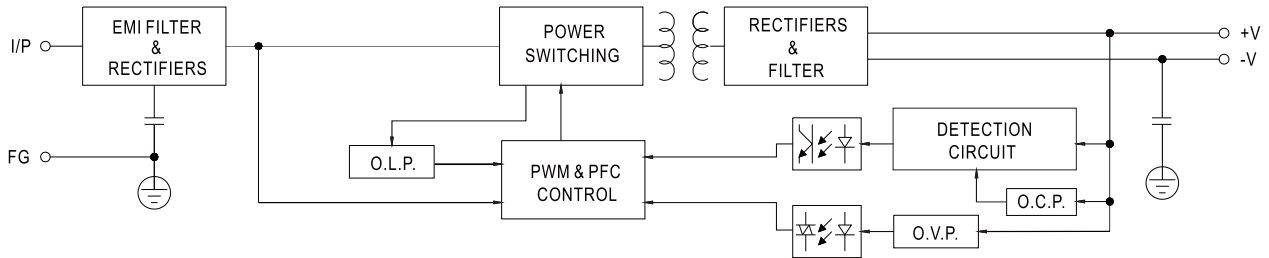 I/P
EMI FILTER
&
RECTIFIERS
POWER
SWITCHING
RECTIFIERS
&
FILTER
+V
-V
FG
O.L.P.
PWM & PFC
CONTROL
DETECTION
CIRCUIT
O.C.P.
O.V.P.